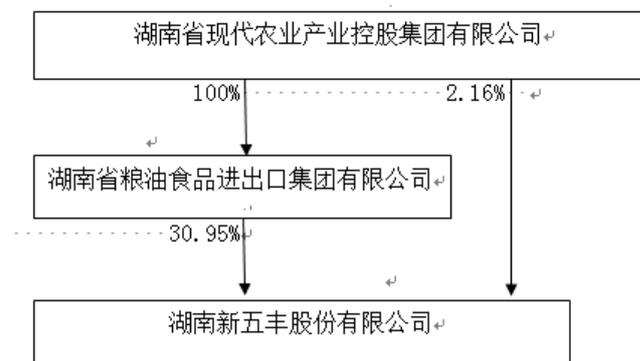 湖南省现代农业产业控股集团有限公司
100% 2.16%
湖南省粮油食品进出口集团有限公司
30.95%
湖南新五丰股份有限公司